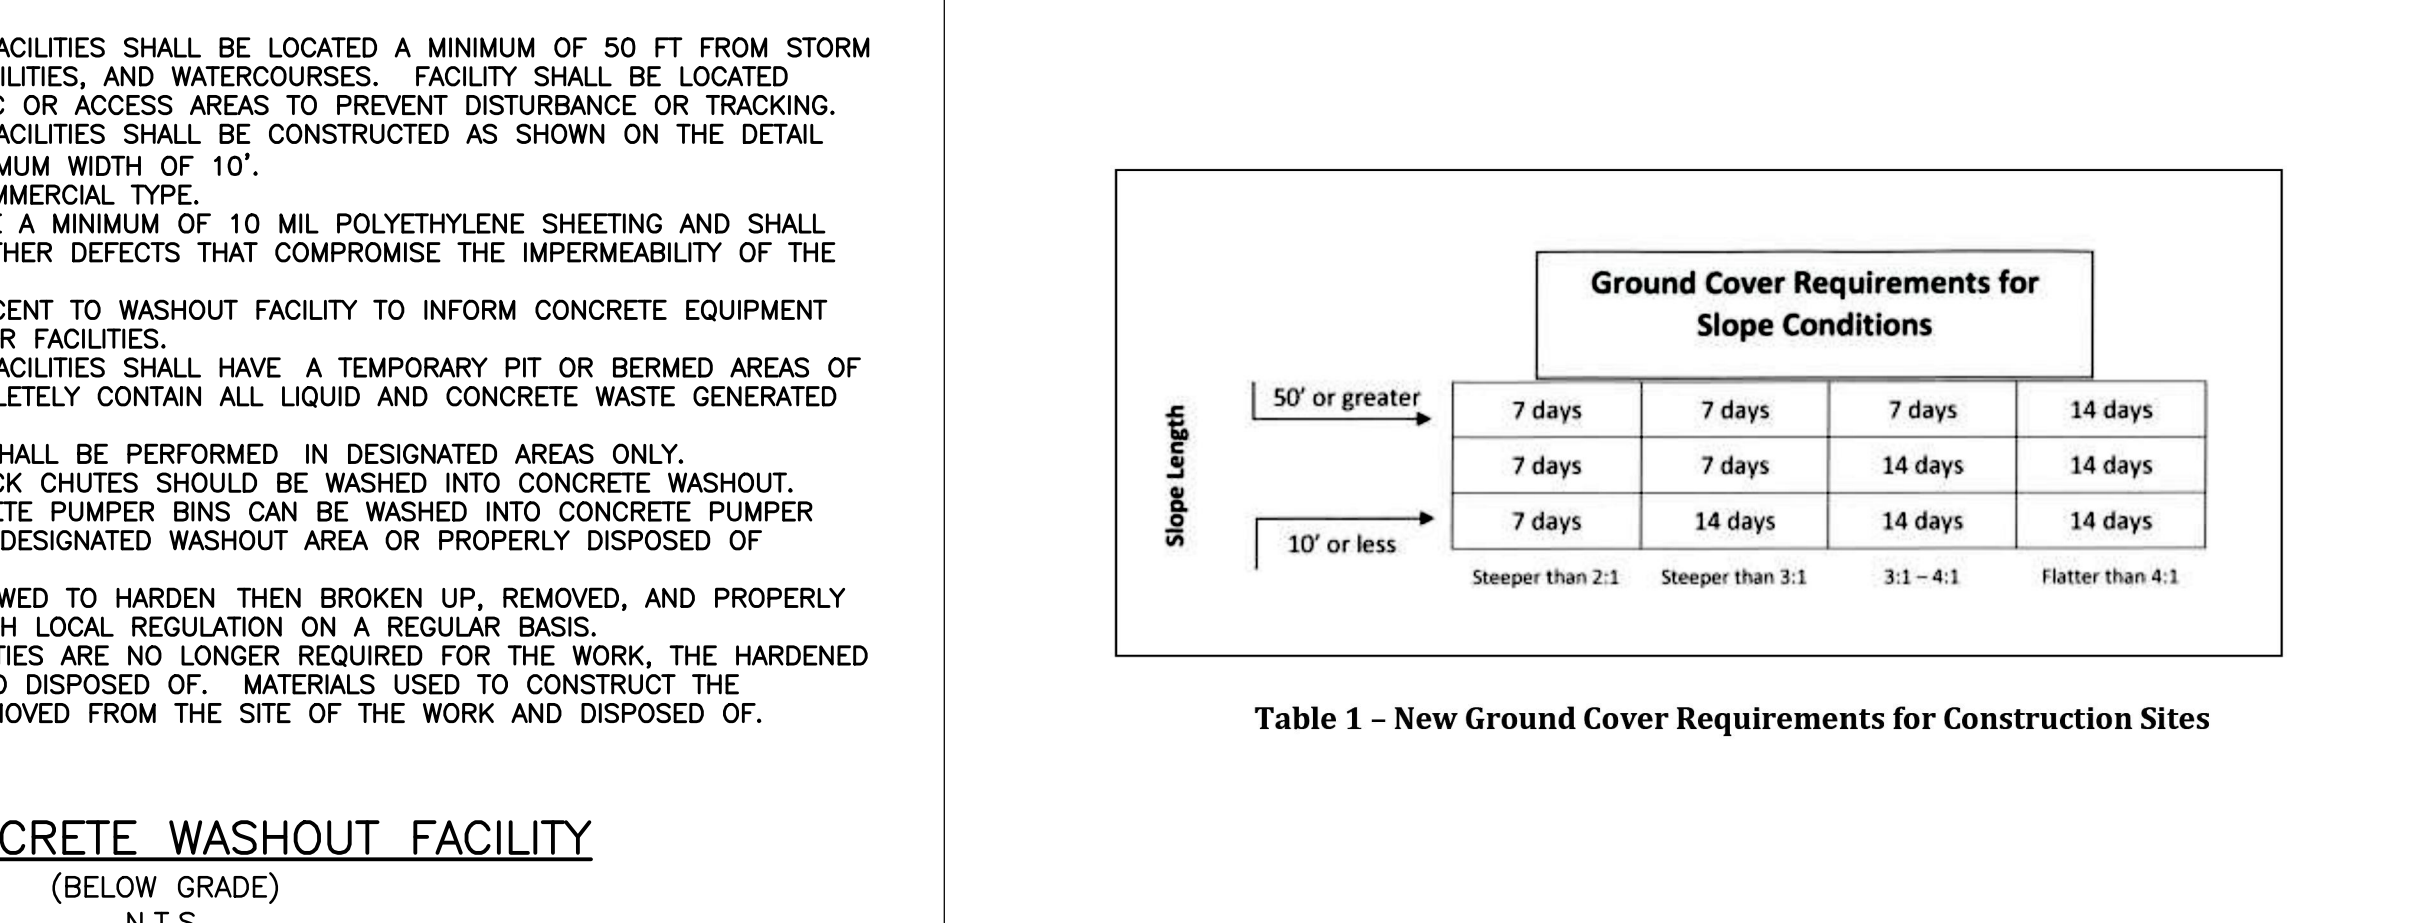 ACILITIES SHALL BE LOCATED A MINIMUM OF 50 FT FROM STORM
ILITIES, AND WATERCOURSES. FACILITY SHALL BE LOCATED
OR ACCESS AREAS TO PREVENT DISTURBANCE OR TRACKING.
ACILITIES SHALL BE CONSTRUCTED AS SHOWN ON THE DETAIL
MUM WIDTH OF 10'.
MMERCIAL TYPE.
A MINIMUM OF 10 MIL POLYETHYLENE SHEETING AND SHALL
THER DEFECTS THAT COMPROMISE THE IMPERMEABILITY OF THE
CENT TO WASHOUT FACILITY TO INFORM CONCRETE EQUIPMENT
R FACILITIES.
ACILITIES SHALL HAVE A TEMPORARY PIT OR BERMED AREAS OF
LETELY CONTAIN ALL LIQUID AND CONCRETE WASTE GENERATED
HALL BE PERFORMED IN DESIGNATED AREAS ONLY.
CK CHUTES SHOULD BE WASHED INTO CONCRETE WASHOUT.
ETE PUMPER BINS CAN BE WASHED INTO CONCRETE PUMPER
DESIGNATED WASHOUT AREA OR PROPERLY DISPOSED OF
WED TO HARDEN THEN BROKEN UP, REMOVED, AND PROPERLY
H LOCAL REGULATION ON A REGULAR BASIS.
TIES ARE NO LONGER REQUIRED FOR THE WORK, THE HARDENED
D DISPOSED OF. MATERIALS USED TO CONSTRUCT THE
MOVED FROM THE SITE OF THE WORK AND DISPOSED OF.
CRETE WASHOUT FACILITY
(BELOW GRADE)
N.T.S.
Ground Cover Requirements for
Slope Conditions
Slope Length
50' or greater
7 days 7 days 7 days 14 days
7 days 7 days 14 days 14 days
7 days 14 days 14 days 14 days
10' or less
Steeper than 2:1 Steeper than 3:1 3:1 – 4:1 Flatter than 4:1
Table 1 – New Ground Cover Requirements for Construction Sites